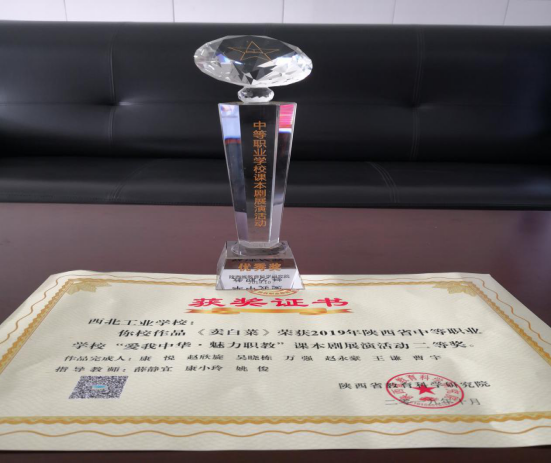 中等职业学校课本剧展演活动
优秀奖
获奖证书
西北工业学校：
你校作品《卖白菜》荣获2019年陕西省中等职业
学校“爱我中华·魅力职教”课本剧展演活动二等奖。
作品完成人：康 悦 赵欣旋 吴晓栋 万强 赵永豪 王谦 曹宇
指导教师：薛静宜 康小玲 姚俊
陕西省教育科学研究院